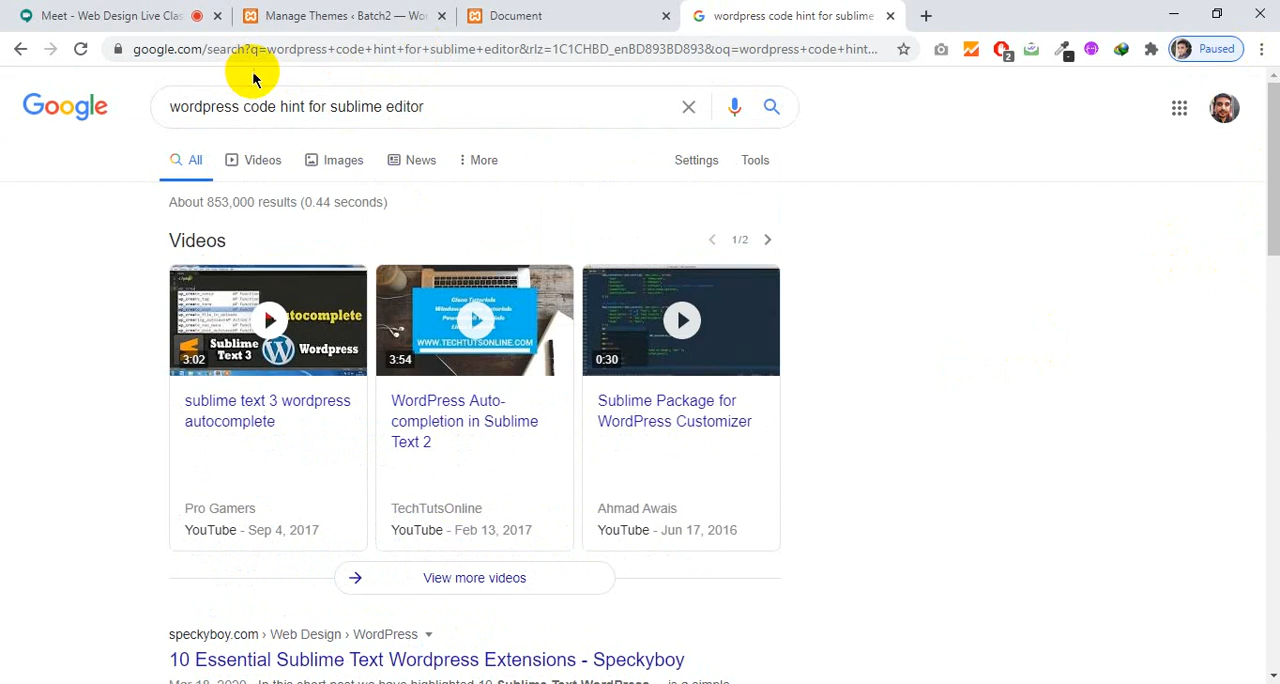 Meet - Web Design Live Clas
Manage Themes ‹ Batch2 — Wor
Document
wordpress code hint for sublime
google.com/search?q=wordpress+code+hint+for+sublime+editor&rlz=1C1CHBD_enBD893BD893&oq=wordpress+code+hint...
2
Paused
Google
wordpress code hint for sublime editor
All
Videos
Images
News
More
Settings
Tools
About 853,000 results (0.44 seconds)
Videos
1/2
autocomplete
Sublime Text 3
Wordpress
3:02
WWW.TECHTUTSONLINE.COM
3:54
0:30
sublime text 3 wordpress
autocomplete
WordPress Auto-
completion in Sublime
Text 2
Sublime Package for
WordPress Customizer
Pro Gamers
YouTube - Sep 4, 2017
TechTutsOnline
YouTube - Feb 13, 2017
Ahmad Awais
YouTube - Jun 17, 2016
View more videos
speckyboy.com › Web Design › WordPress
10 Essential Sublime Text Wordpress Extensions - Speckyboy